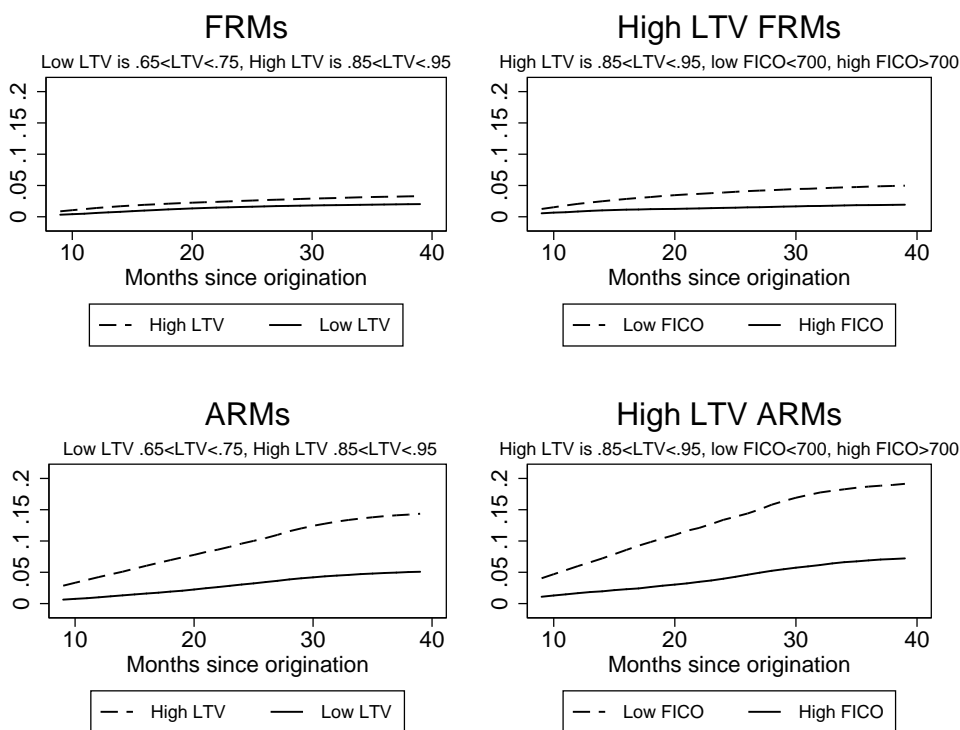 FRMs
Low LTV is .65<LTV<.75, High LTV is .85<LTV<.95
0 .05 .1 .15 .2
10 20 30 40
Months since origination
High LTV Low LTV
High LTV FRMs
High LTV is .85<LTV<.95, low FICO<700, high FICO>700
0 .05 .1 .15 .2
10 20 30 40
Months since origination
Low FICO High FICO
ARMs
Low LTV .65<LTV<.75, High LTV .85<LTV<.95
0 .05 .1 .15 .2
10 20 30 40
Months since origination
High LTV Low LTV
High LTV ARMs
High LTV is .85<LTV<.95, low FICO<700, high FICO>700
0 .05 .1 .15 .2
10 20 30 40
Months since origination
Low FICO High FICO